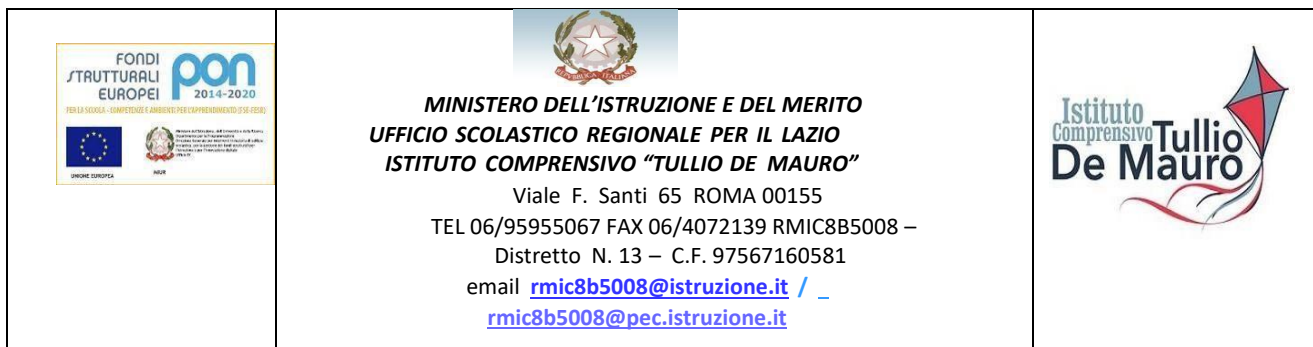 FONDI
STRUTTURALI
EUROPEI
pon
2014-2020
PER LA SCUOLA - COMPETENZE E AMBIENTI PER L'APPRENDIMENTO (FSE-FESR)
UNIONE EUROPEA
MIUR
REPVBBLICA ITALIANA
MINISTERO DELL’ISTRUZIONE E DEL MERITO
UFFICIO SCOLASTICO REGIONALE PER IL LAZIO
ISTITUTO COMPRENSIVO “TULLIO DE MAURO”
Viale F. Santi 65 ROMA 00155
TEL 06/95955067 FAX 06/4072139 RMIC8B5008 –
Distretto N. 13 – C.F. 97567160581
email rmic8b5008@istruzione.it / _
rmic8b5008@pec.istruzione.it
Istituto
Comprensivo Tullio
De Mauro